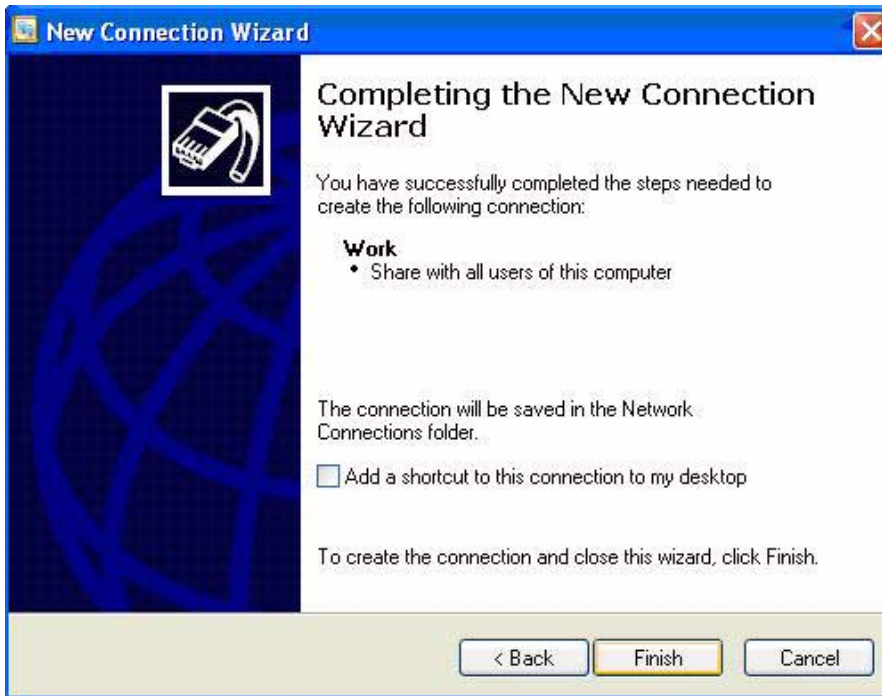 New Connection Wizard
Completing the New Connection
Wizard
You have successfully completed the steps needed to
create the following connection:
Work
• Share with all users of this computer
The connection will be saved in the Network
Connections folder.
Add a shortcut to this connection to my desktop
To create the connection and close this wizard, click Finish.
< Back Finish Cancel